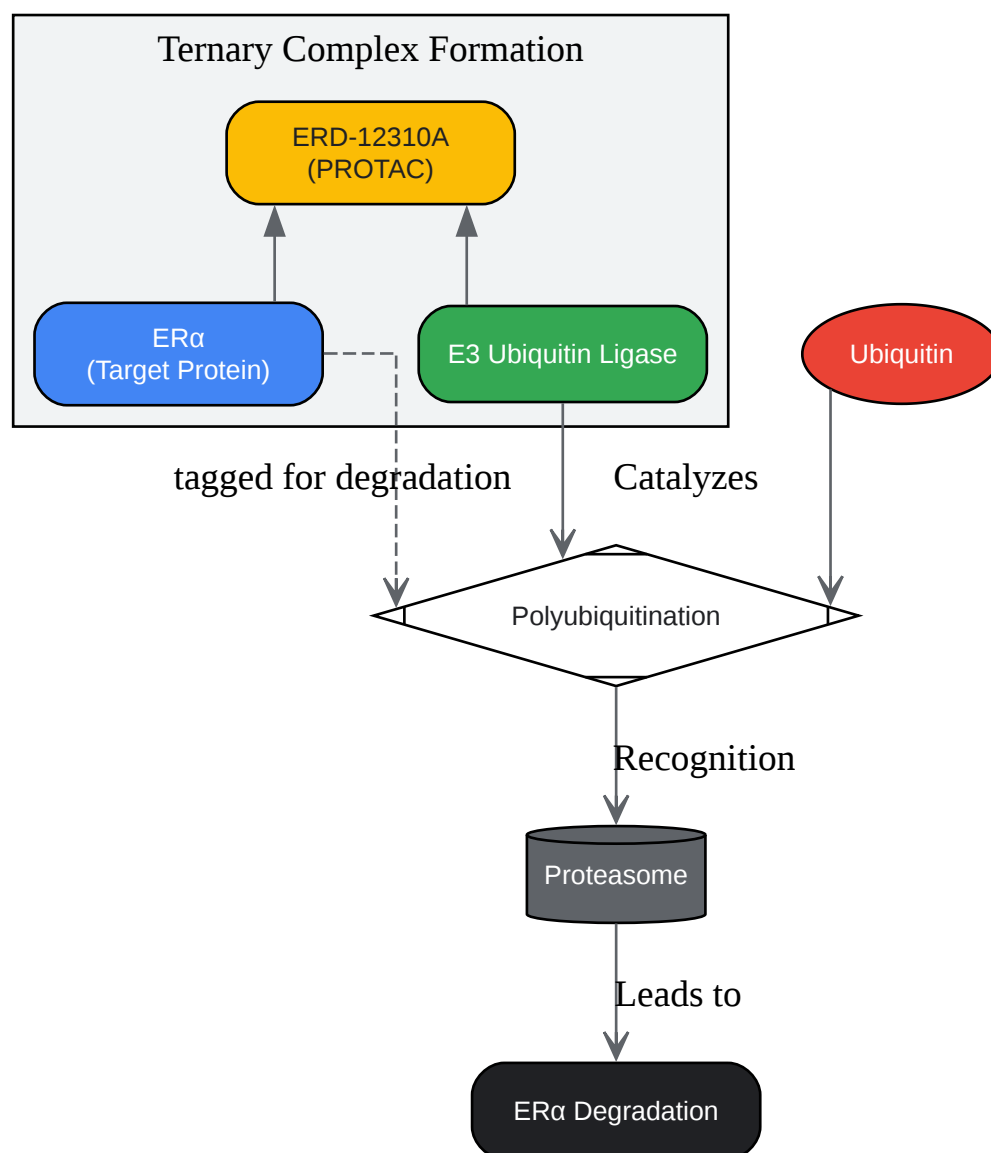 Ternary Complex Formation
ERD-12310A
(PROTAC)
ERα
(Target Protein)
E3 Ubiquitin Ligase
Ubiquitin
tagged for degradation
Catalyzes
Polyubiquitination
Recognition
Proteasome
Leads to
ERα Degradation